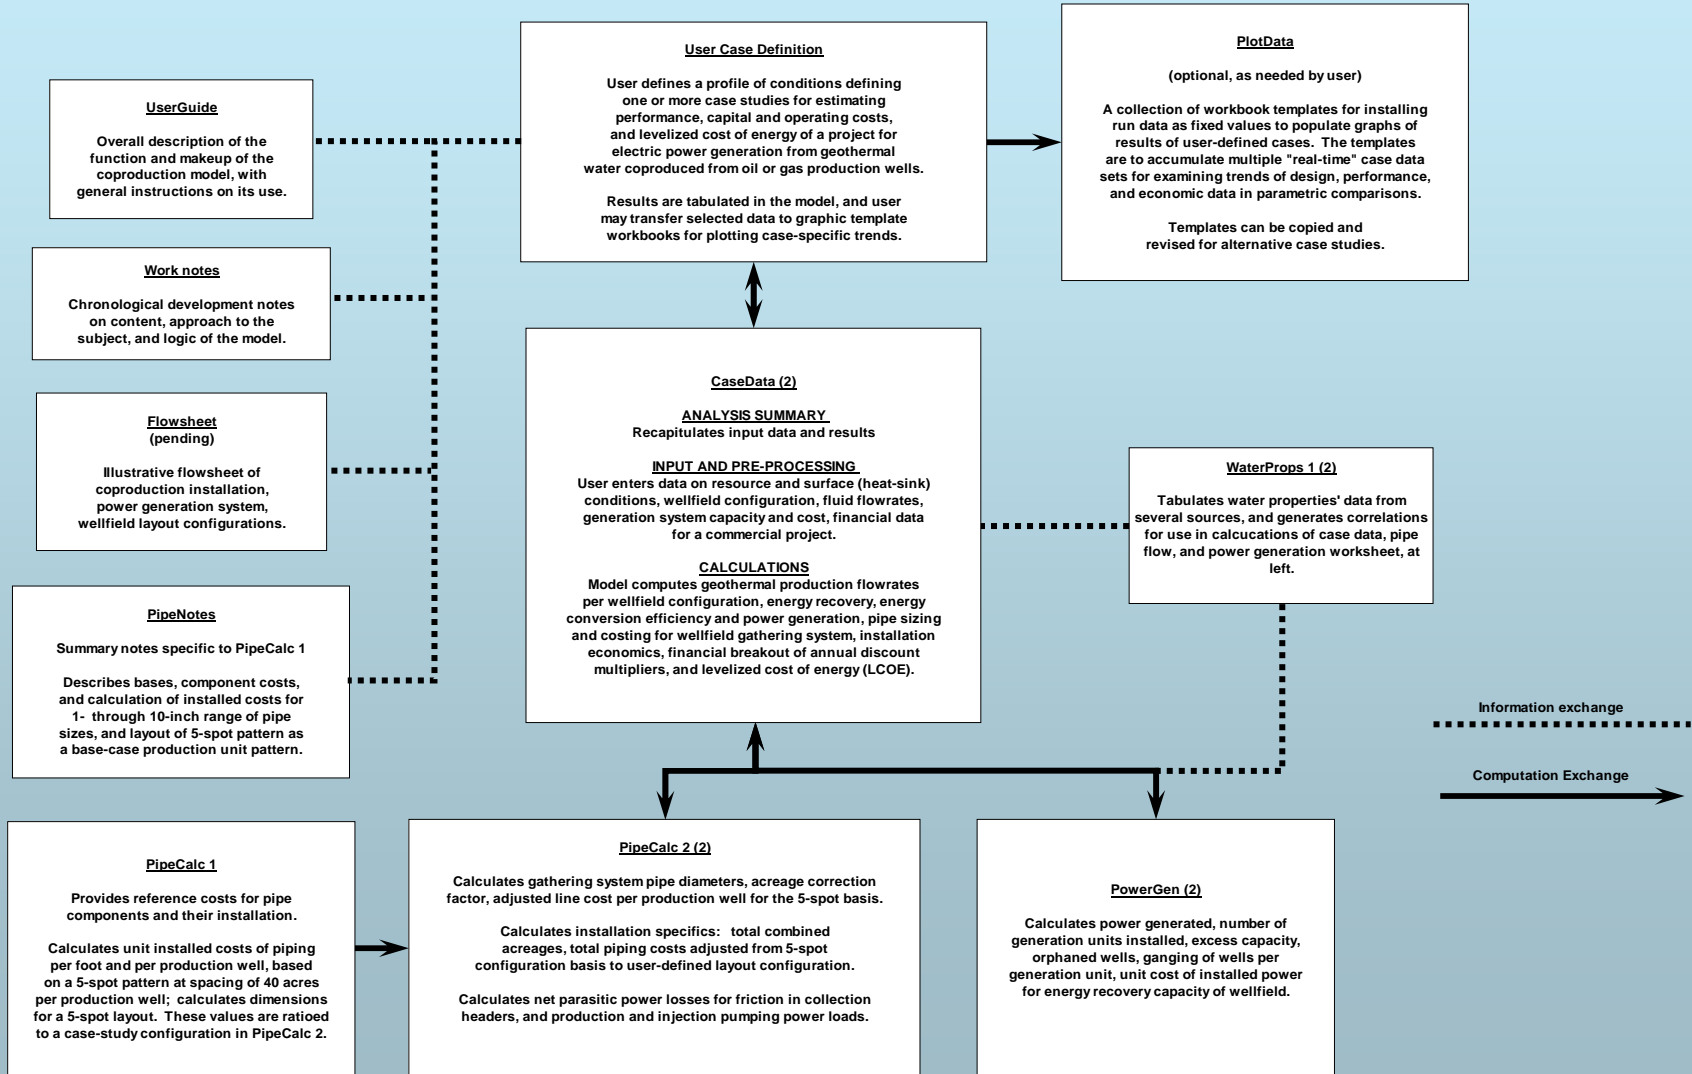 UserGuide
Overall description of the
function and makeup of the
coproduction model, with
general instructions on its use.
Work notes
Chronological development notes
on content, approach to the
subject, and logic of the model.
Flowsheet
(pending)
Illustrative flowsheet of
coproduction installation,
power generation system,
wellfield layout configurations.
PipeNotes
Summary notes specific to PipeCalc 1
Describes bases, component costs,
and calculation of installed costs for
1- through 10-inch range of pipe
sizes, and layout of 5-spot pattern as
a base-case production unit pattern.
User Case Definition
User defines a profile of conditions defining
one or more case studies for estimating
performance, capital and operating costs,
and levelized cost of energy of a project for
electric power generation from geothermal
water coproduced from oil or gas production wells.
Results are tabulated in the model, and user
may transfer selected data to graphic template
workbooks for plotting case-specific trends.
PlotData
(optional, as needed by user)
A collection of workbook templates for installing
run data as fixed values to populate graphs of
results of user-defined cases. The templates
are to accumulate multiple "real-time" case data
sets for examining trends of design, performance,
and economic data in parametric comparisons.
Templates can be copied and
revised for alternative case studies.
CaseData (2)
ANALYSIS SUMMARY
Recapitulates input data and results
INPUT AND PRE-PROCESSING
User enters data on resource and surface (heat-sink)
conditions, wellfield configuration, fluid flowrates,
generation system capacity and cost, financial data
for a commercial project.
CALCULATIONS
Model computes geothermal production flowrates
per wellfield configuration, energy recovery, energy
conversion efficiency and power generation, pipe sizing
and costing for wellfield gathering system, installation
economics, financial breakout of annual discount
multipliers, and levelized cost of energy (LCOE).
WaterProps 1 (2)
Tabulates water properties' data from
several sources, and generates correlations
for use in calcucations of case data, pipe
flow, and power generation worksheet, at
left.
Information exchange
Computation Exchange
PipeCalc 1
Provides reference costs for pipe
components and their installation.
Calculates unit installed costs of piping
per foot and per production well, based
on a 5-spot pattern at spacing of 40 acres
per production well; calculates dimensions
for a 5-spot layout. These values are ratioed
to a case-study configuration in PipeCalc 2.
PipeCalc 2 (2)
Calculates gathering system pipe diameters, acreage correction
factor, adjusted line cost per production well for the 5-spot basis.
Calculates installation specifics: total combined
acreages, total piping costs adjusted from 5-spot
configuration basis to user-defined layout configuration.
Calculates net parasitic power losses for friction in collection
headers, and production and injection pumping power loads.
PowerGen (2)
Calculates power generated, number of
generation units installed, excess capacity,
orphaned wells, ganging of wells per
generation unit, unit cost of installed power
for energy recovery capacity of wellfield.